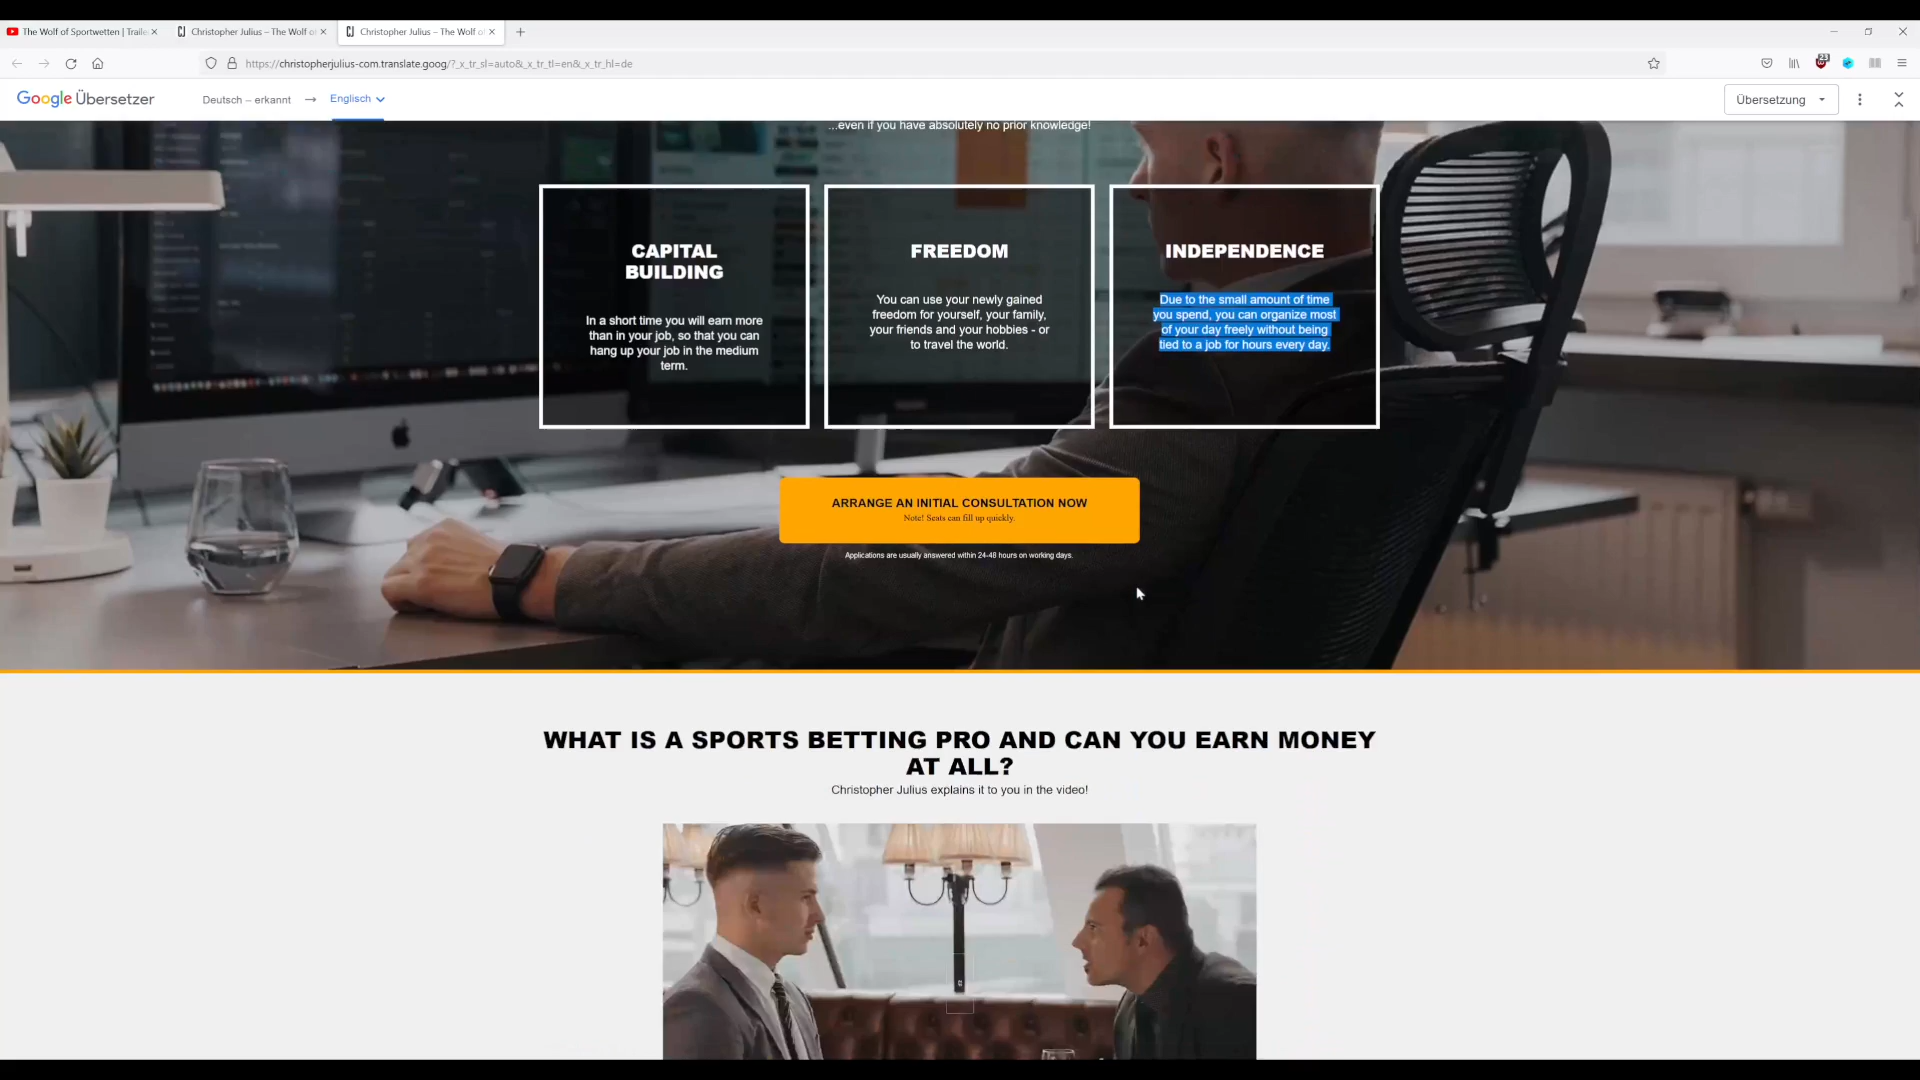 The Wolf of Sportwetten | Traile
Christopher Julius – The Wolf o
Christopher Julius – The Wolf o
https://christopherjulius-com.translate.goog/?_x_tr_sl=auto&_x_tr_tl=en&_x_tr_hl=de
23
Google Übersetzer
Deutsch – erkannt → Englisch
Übersetzung
...even if you have absolutely no prior knowledge!
CAPITAL
BUILDING
In a short time you will earn more
than in your job, so that you can
hang up your job in the medium
term.
FREEDOM
You can use your newly gained
freedom for yourself, your family,
your friends and your hobbies - or
to travel the world.
INDEPENDENCE
Due to the small amount of time
you spend, you can organize most
of your day freely without being
tied to a job for hours every day.
ARRANGE AN INITIAL CONSULTATION NOW
Note! Seats can fill up quickly.
Applications are usually answered within 24-48 hours on working days.
WHAT IS A SPORTS BETTING PRO AND CAN YOU EARN MONEY
AT ALL?
Christopher Julius explains it to you in the video!